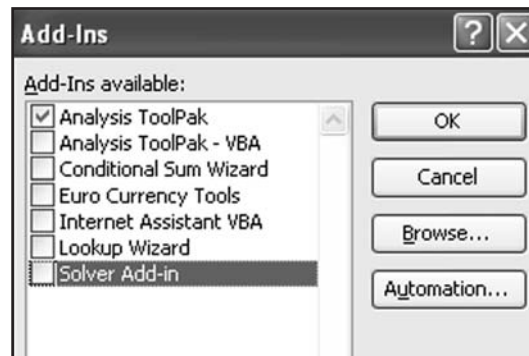 Add-Ins
Add-Ins available:
Analysis ToolPak
Analysis ToolPak - VBA
Conditional Sum Wizard
Euro Currency Tools
Internet Assistant VBA
Lookup Wizard
Solver Add-in
OK
Cancel
Browse...
Automation...